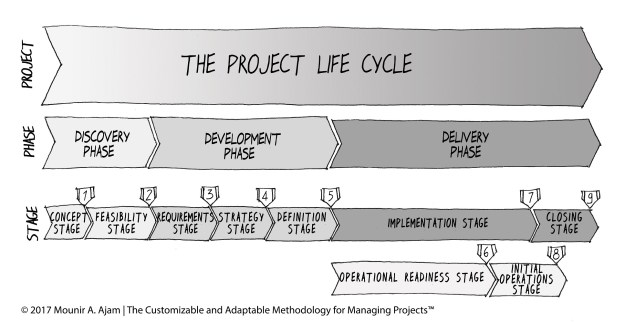 PROJECT
THE PROJECT LIFE CYCLE
PHASE
DISCOVERY
PHASE
DEVELOPMENT
PHASE
DELIVERY
PHASE
1
2
3
4
5
7
9
STAGE
CONCEPT
STAGE
FEASIBILITY
STAGE
REQUIREMENTS
STAGE
STRATEGY
STAGE
DEFINITION
STAGE
IMPLEMENTATION STAGE
CLOSING
STAGE
6
8
OPERATIONAL READINESS STAGE
INITIAL
OPERATIONS
STAGE
© 2017 Mounir A. Ajam | The Customizable and Adaptable Methodology for Managing Projects™